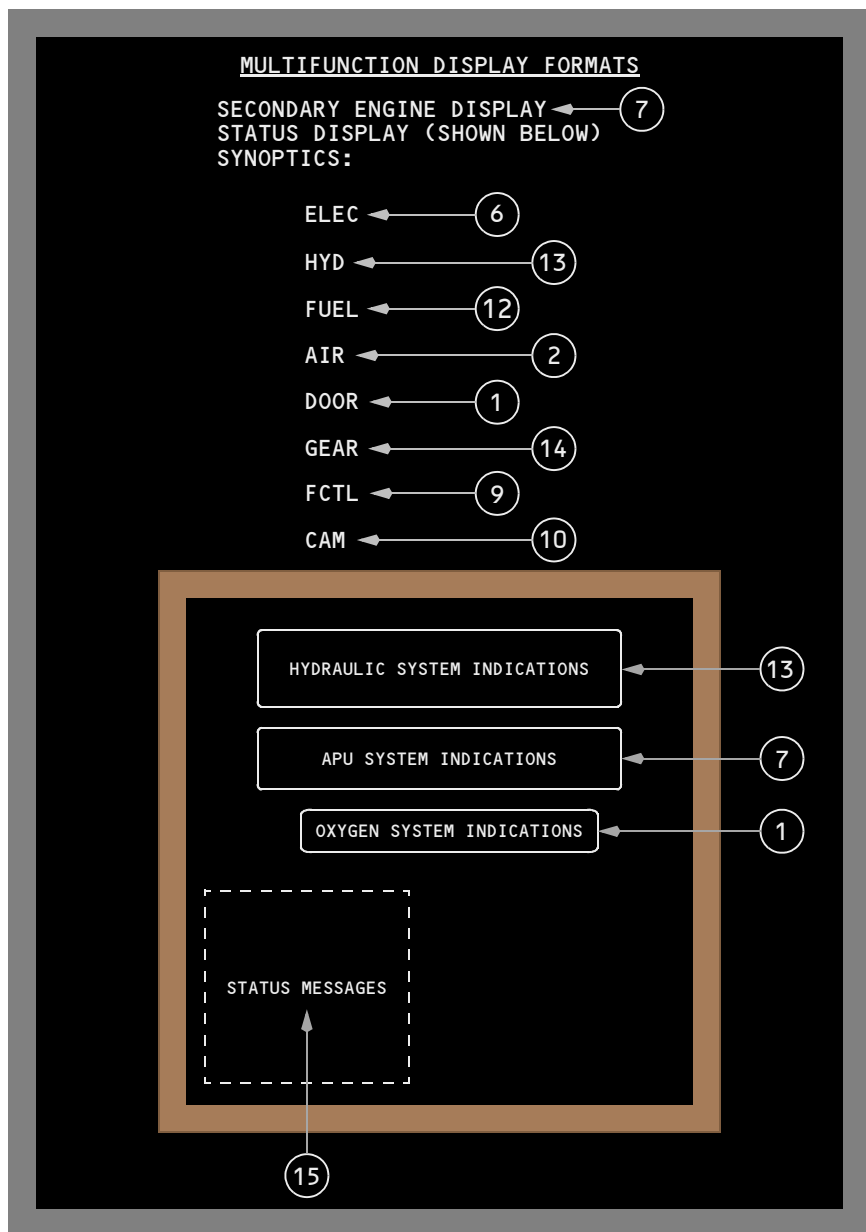 MULTIFUNCTION DISPLAY FORMATS
SECONDARY ENGINE DISPLAY 7
STATUS DISPLAY (SHOWN BELOW)
SYNOPTICS:
ELEC 6
HYD 13
FUEL 12
AIR 2
DOOR 1
GEAR 14
FCTL 9
CAM 10
HYDRAULIC SYSTEM INDICATIONS 13
APU SYSTEM INDICATIONS 7
OXYGEN SYSTEM INDICATIONS 1
STATUS MESSAGES
15